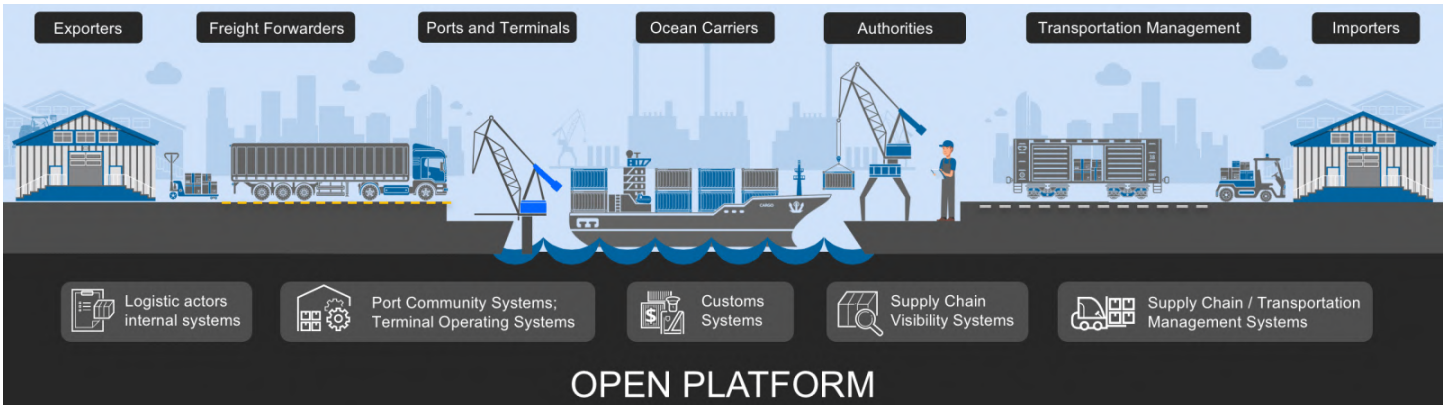 Exporters
Freight Forwarders
Ports and Terminals
Ocean Carriers
Authorities
Transportation Management
Importers
CARGO
Logistic actors
internal systems
Port Community Systems;
Terminal Operating Systems
Customs
Systems
Supply Chain
Visibility Systems
Supply Chain / Transportation
Management Systems
OPEN PLATFORM